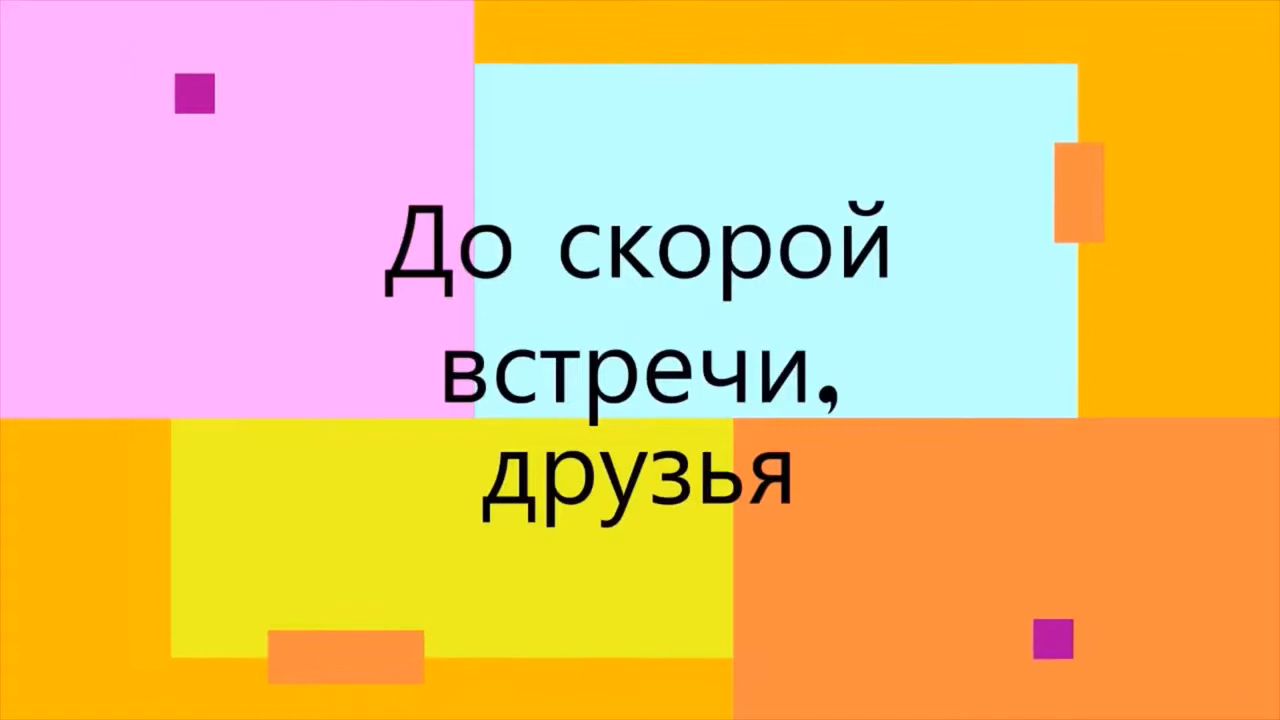 До скорой
встречи,
друзья